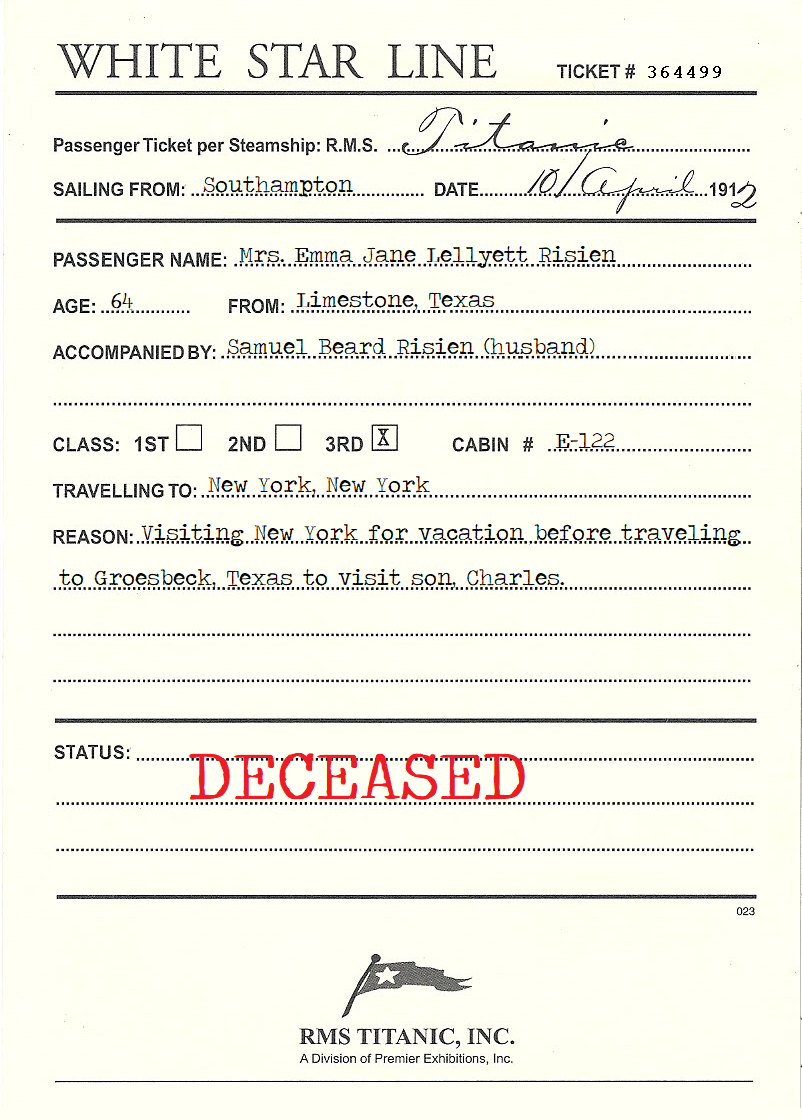 WHITE STAR LINE TICKET # 364499
Passenger Ticket per Steamship: R.M.S. Titanic
SAILING FROM: Southampton DATE 10/April 1912
PASSENGER NAME: Mrs. Emma Jane Lellyett Risien
AGE: 64 FROM: Limestone, Texas
ACCOMPANIED BY: Samuel Beard Risien (husband)
CLASS: 1ST 2ND 3RD X CABIN # E-122
TRAVELLING TO: New York, New York
REASON: Visiting New York for vacation before traveling
to Groesbeck, Texas to visit son, Charles.
STATUS:
DECEASED
023
RMS TITANIC, INC.
A Division of Premier Exhibitions, Inc.